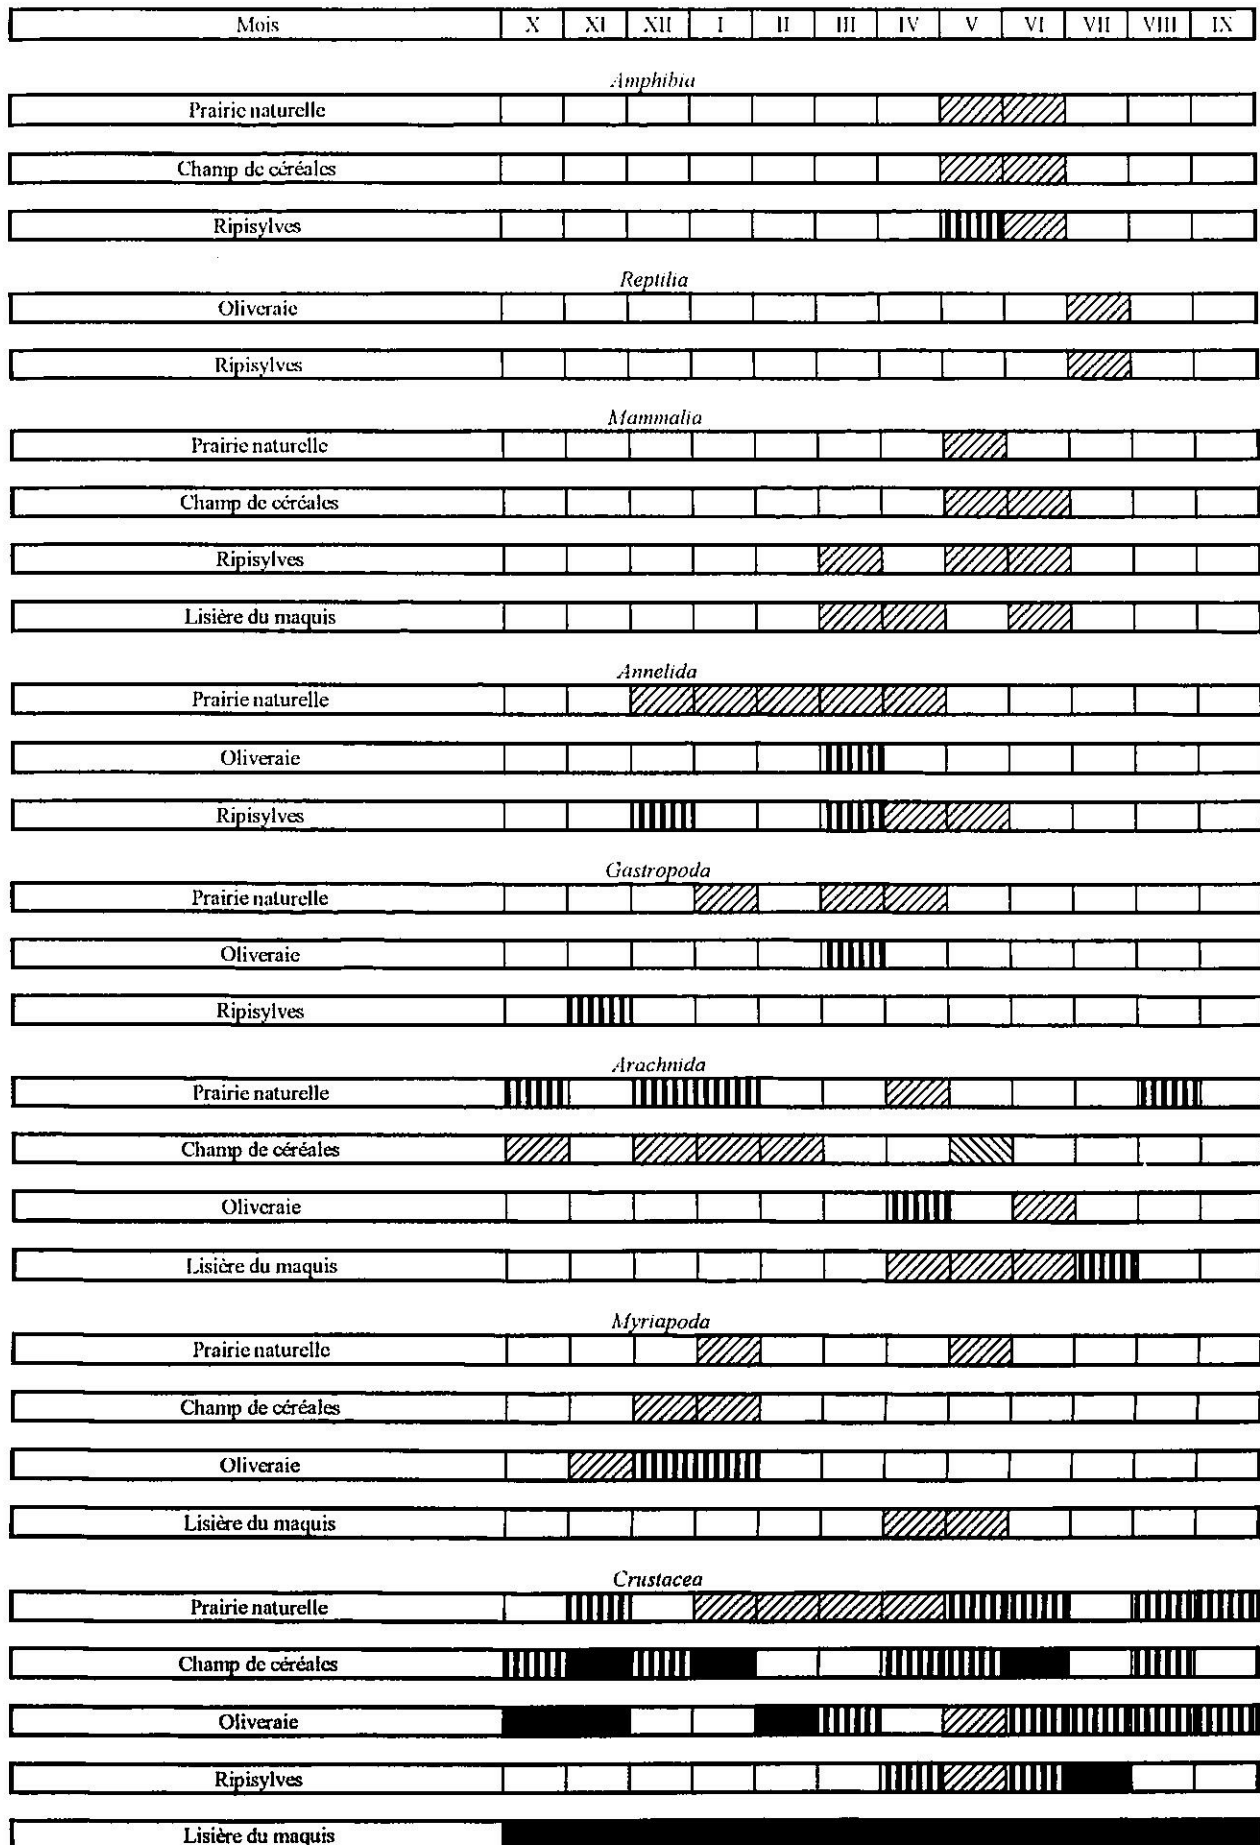 Mois X XI XII I II III IV V VI VII VIII IX
Amphibia
Prairie naturelle
Champ de céréales
Ripisylves
Reptilia
Oliveraie
Ripisylves
Mammalia
Prairie naturelle
Champ de céréales
Ripisylves
Lisière du maquis
Annelida
Prairie naturelle
Oliveraie
Ripisylves
Gastropoda
Prairie naturelle
Oliveraie
Ripisylves
Arachnida
Prairie naturelle
Champ de céréales
Oliveraie
Lisière du maquis
Myriapoda
Prairie naturelle
Champ de céréales
Oliveraie
Lisière du maquis
Crustacea
Prairie naturelle
Champ de céréales
Oliveraie
Ripisylves
Lisière du maquis